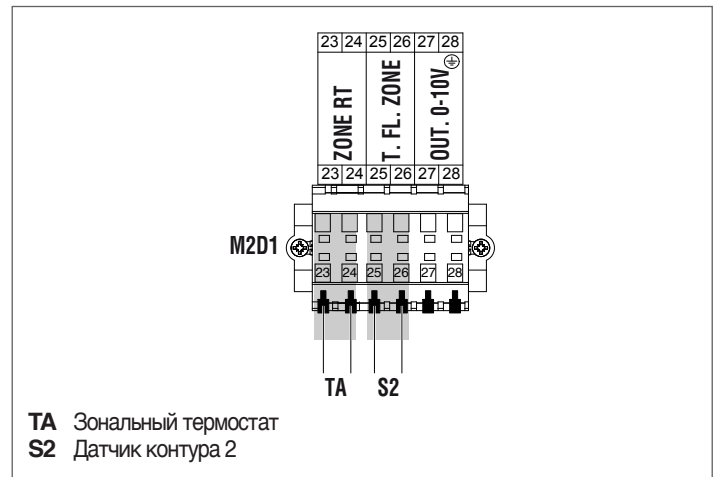 23 24 25 26 27 28
ZONE RT
T. FL. ZONE
OUT. 0-10V
23 24 25 26 27 28
M2D1
23 24 25 26 27 28
TA S2
TA Зональный термостат
S2 Датчик контура 2